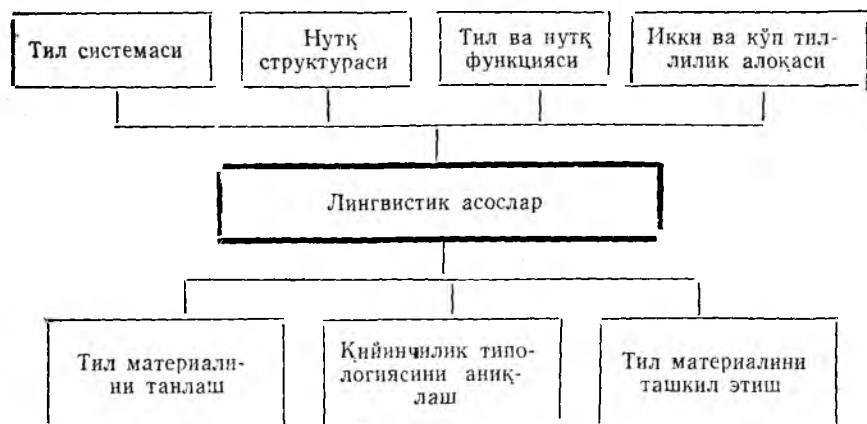 Тил системаси
Нутқ
структураси
Тил ва нутқ
функцияси
Икки ва кўп тил-
лилик алоқаси
Лингвистик асослар
Тил материали-
ни танлаш
Қийинчилик типо-
логиясини аниқ-
лаш
Тил материалини
ташкил этиш